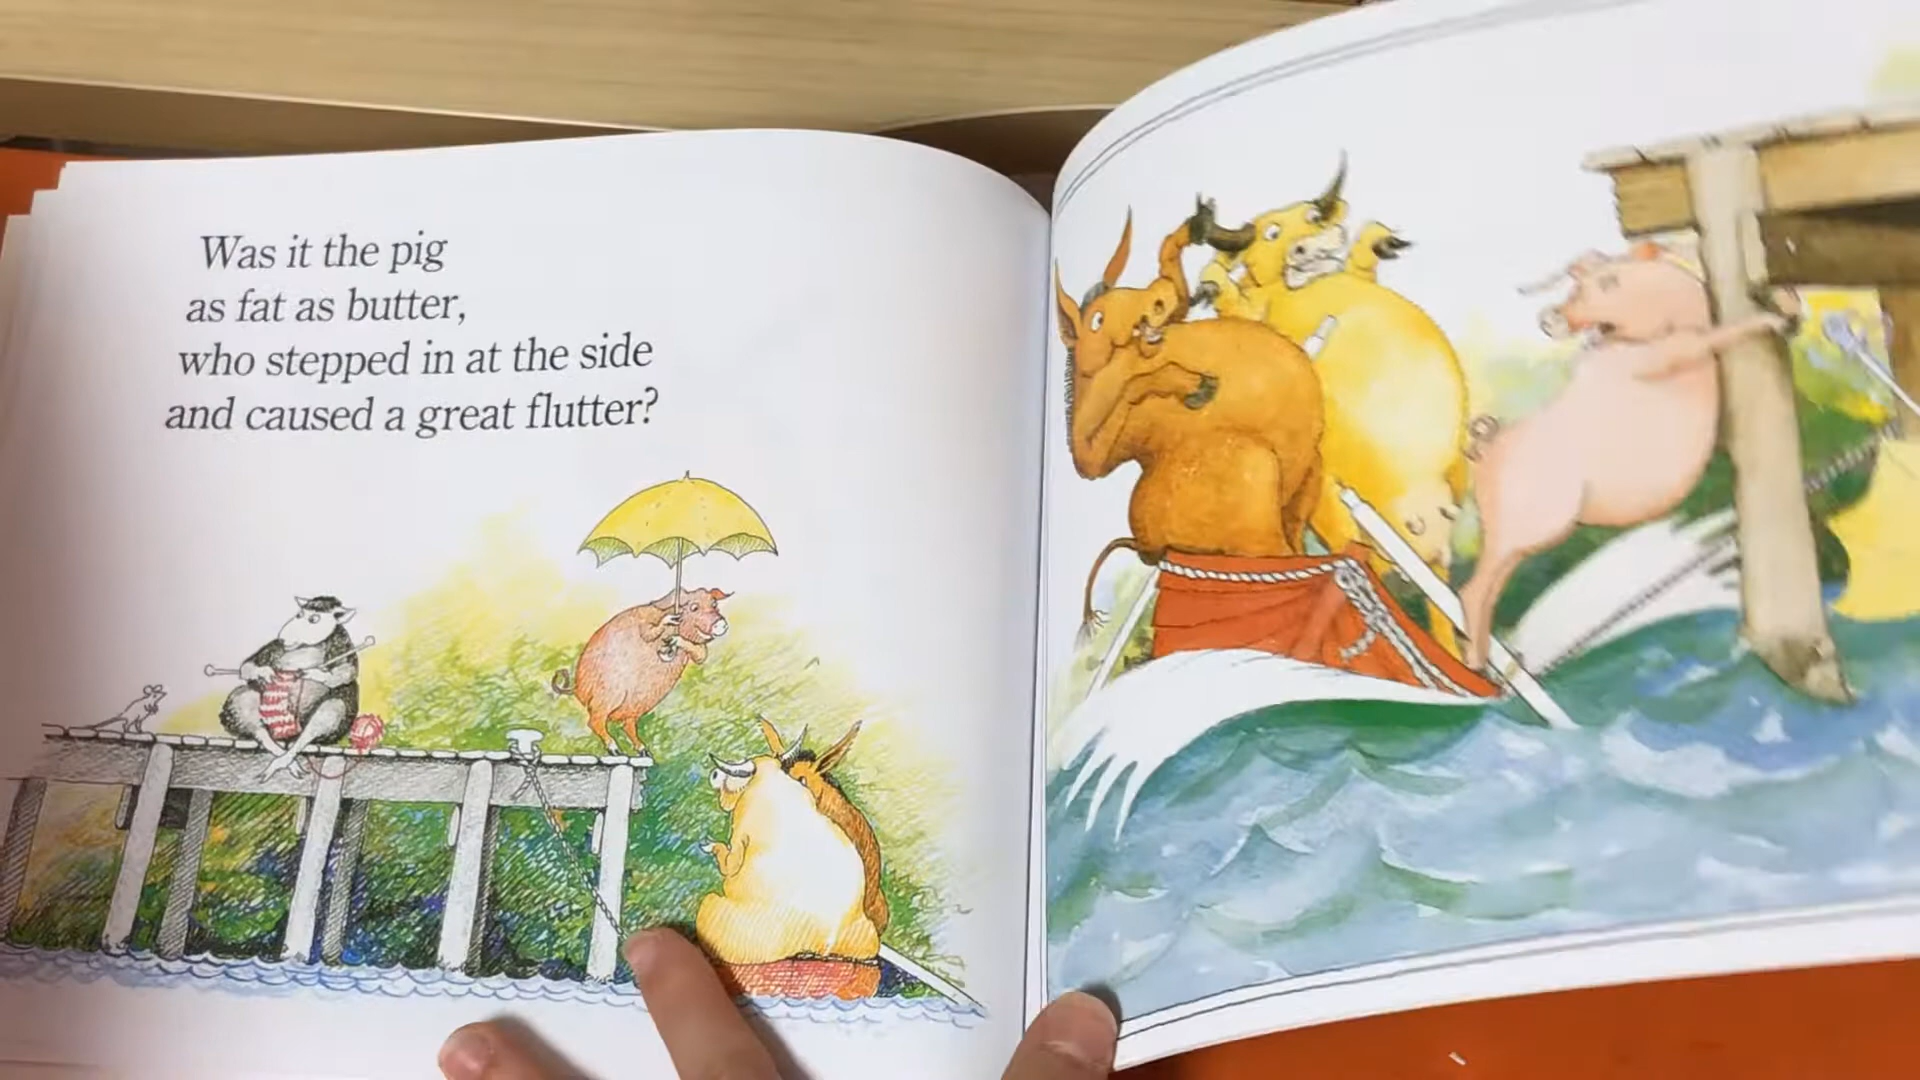 Was it the pig
as fat as butter,
who stepped in at the side
and caused a great flutter?